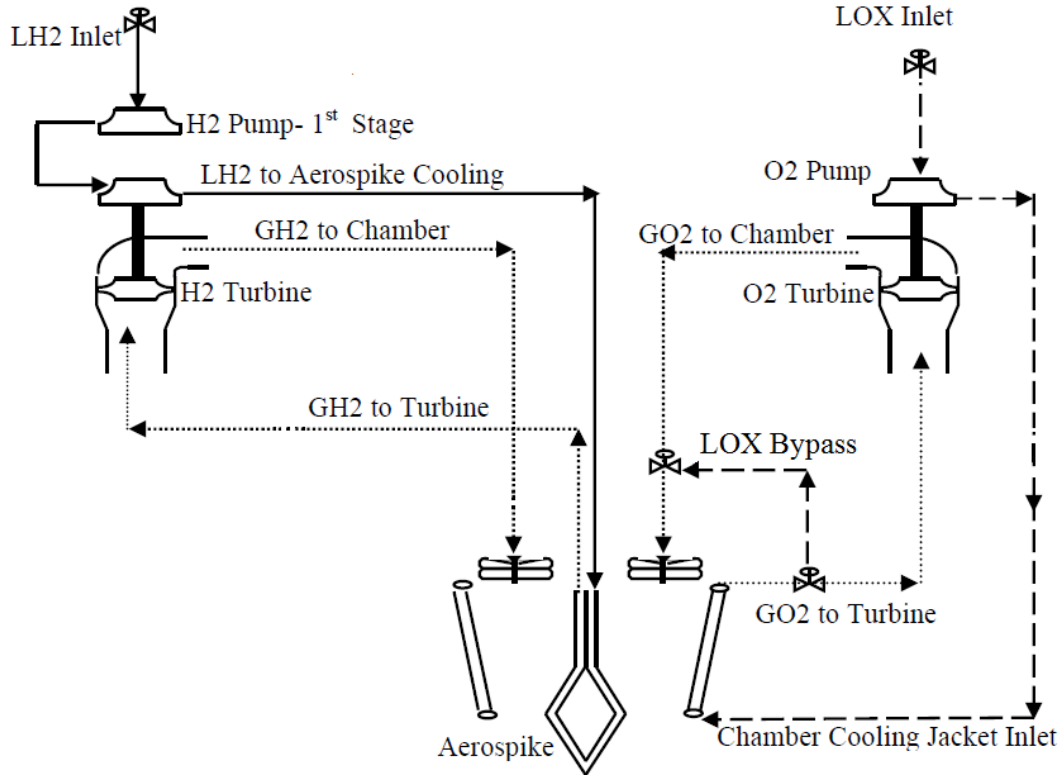 LH2 Inlet
LOX Inlet
H2 Pump- 1st Stage
LH2 to Aerospike Cooling
O2 Pump
GH2 to Chamber
GO2 to Chamber
H2 Turbine
O2 Turbine
GH2 to Turbine
LOX Bypass
GO2 to Turbine
Aerospike
Chamber Cooling Jacket Inlet